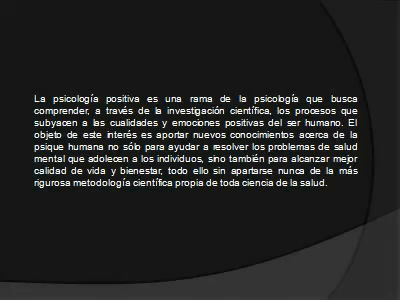 La psicología positiva es una rama de la psicología que busca
comprender, a través de la investigación científica, los procesos que
subyacen a las cualidades y emociones positivas del ser humano. El
objeto de este interés es aportar nuevos conocimientos acerca de la
psique humana no sólo para ayudar a resolver los problemas de salud
mental que adolecen a los individuos, sino también para alcanzar mejor
calidad de vida y bienestar, todo ello sin apartarse nunca de la más
rigurosa metodología científica propia de toda ciencia de la salud.